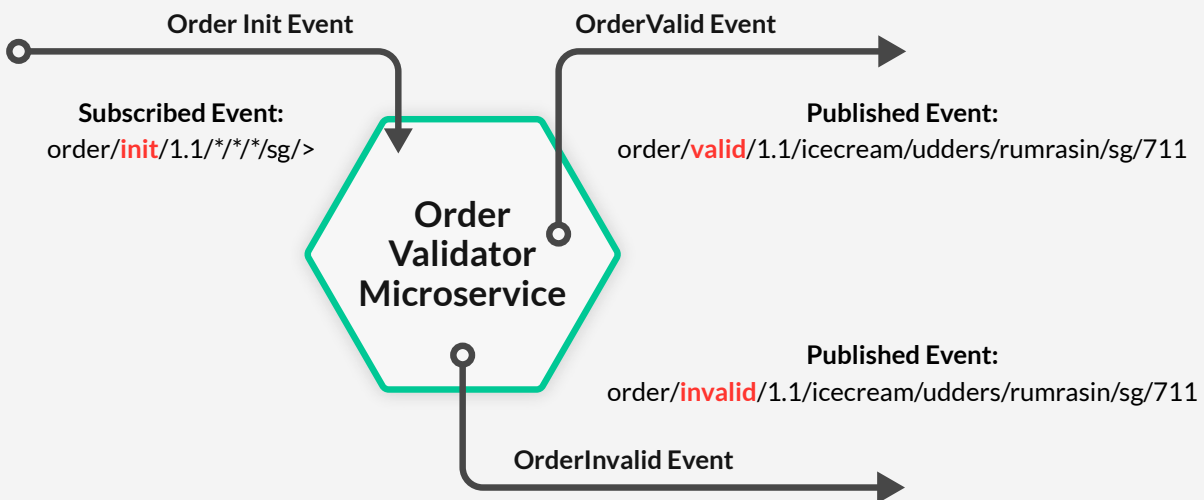 Order Init Event
OrderValid Event
Subscribed Event:
order/init/1.1/*/*/*/sg/>
Published Event:
order/valid/1.1/icecream/udders/rumrasin/sg/711
Order
Validator
Microservice
Published Event:
order/invalid/1.1/icecream/udders/rumrasin/sg/711
OrderInvalid Event